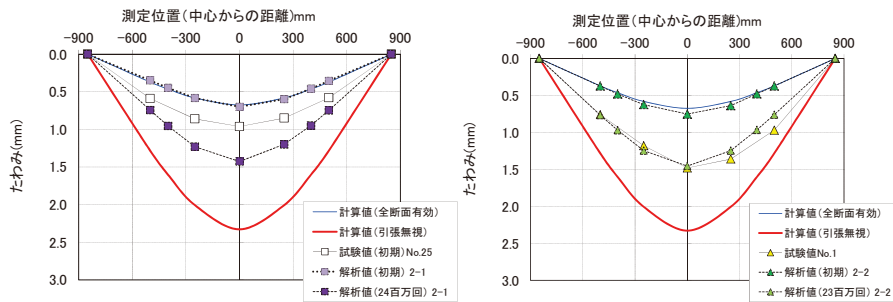 測定位置(中心からの距離)mm
−900 −600 −300 0 300 600 900
0.0
0.5
1.0
1.5
2.0
2.5
3.0
たわみ(mm)
計算値(全断面有効)
計算値(引張無視)
試験値(初期)No.25
解析値(初期) 2-1
解析値(24百万回) 2-1
測定位置(中心からの距離)mm
−900 −600 −300 0 300 600 900
0.0
0.5
1.0
1.5
2.0
2.5
3.0
たわみ(mm)
計算値(全断面有効)
計算値(引張無視)
試験値No.1
解析値(初期) 2-2
解析値(23百万回) 2-2